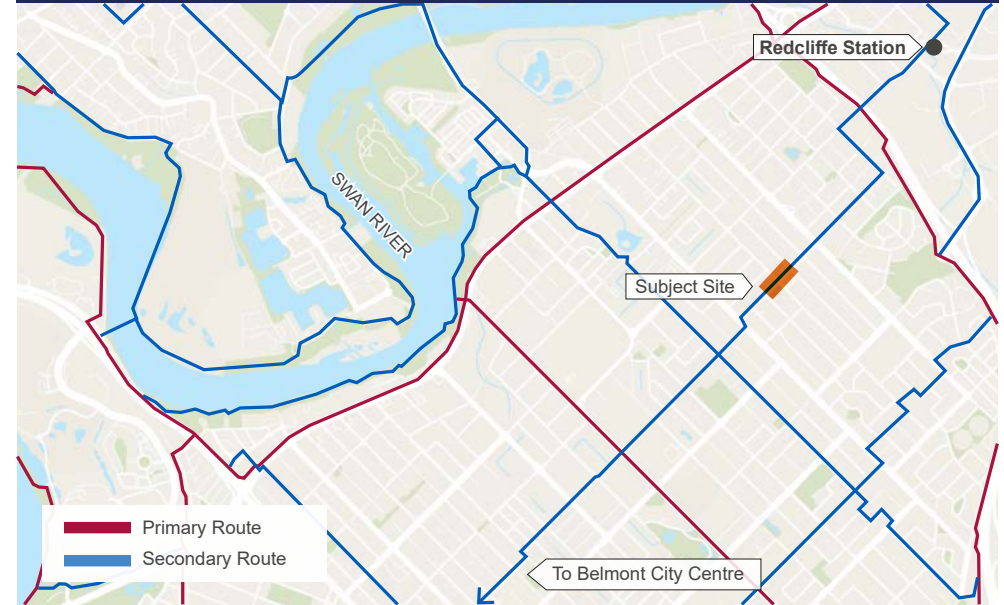 Redcliffe Station
SWAN RIVER
Subject Site
Primary Route
Secondary Route
To Belmont City Centre